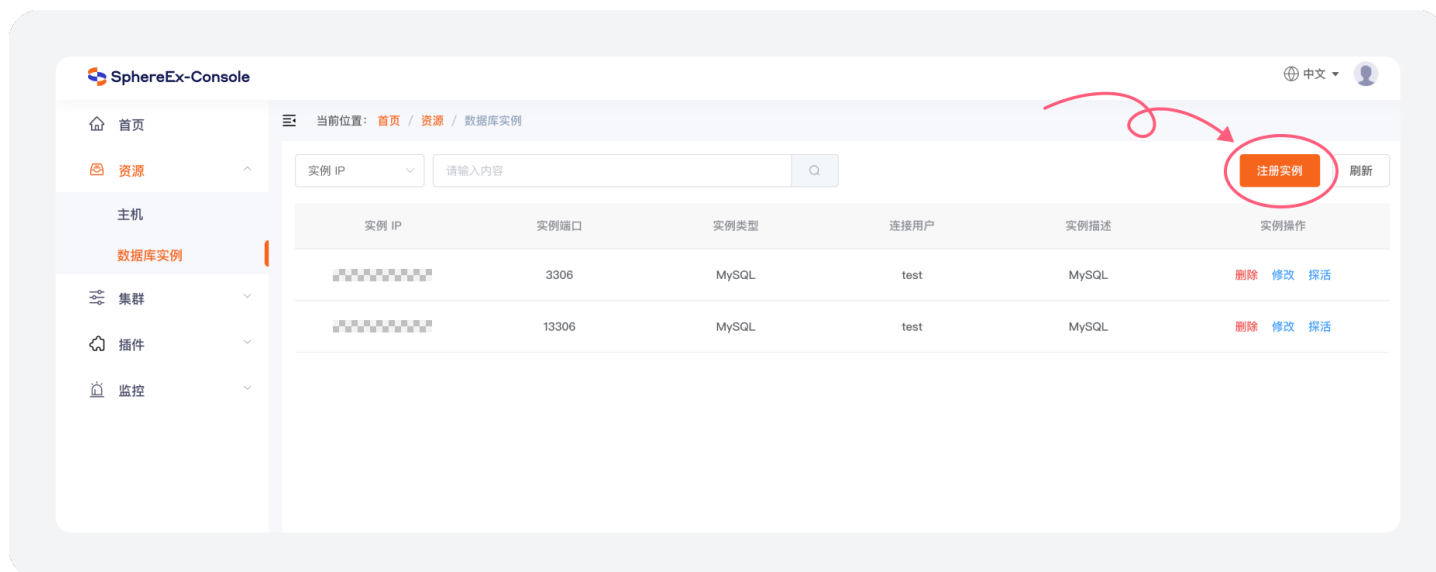 SphereEx-Console
中文
首页
资源
主机
数据库实例
集群
插件
监控
当前位置： 首页 / 资源 / 数据库实例
实例 IP 请输入内容 注册实例 刷新
实例 IP 实例端口 实例类型 连接用户 实例描述 实例操作
3306 MySQL test MySQL 删除 修改 探活
13306 MySQL test MySQL 删除 修改 探活